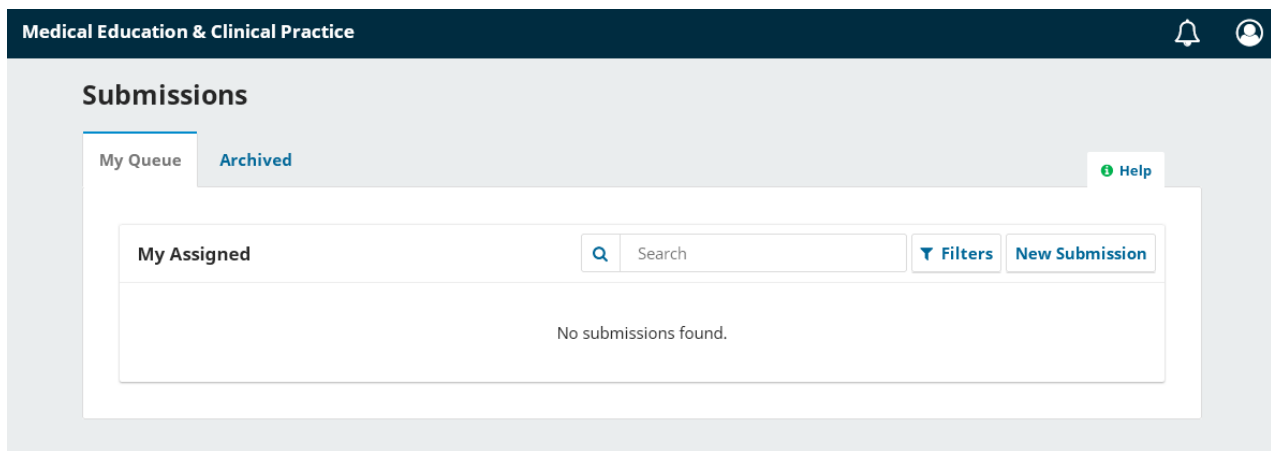 Medical Education & Clinical Practice
Submissions
My Queue
Archived
Help
My Assigned
Search
Filters
New Submission
No submissions found.